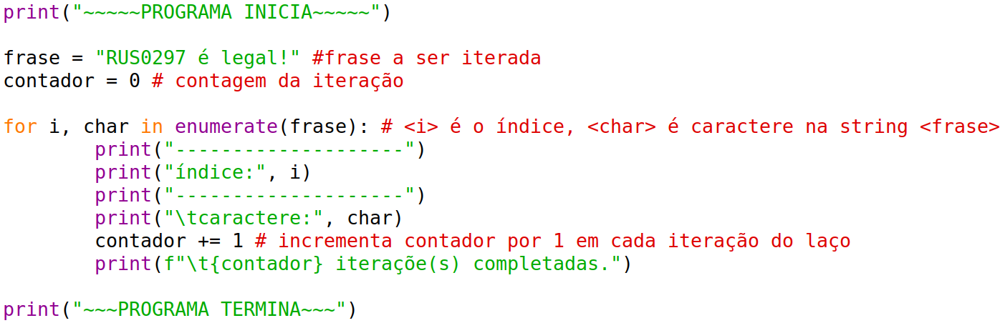 print("~~~~~PROGRAMA INICIA~~~~~")
frase = "RUS0297 é legal!" #frase a ser iterada
contador = 0 # contagem da iteração
for i, char in enumerate(frase): # <i> é o índice, <char> é caractere na string <frase>
print("--------------------")
print("índice:", i)
print("--------------------")
print("\tcaractere:", char)
contador += 1 # incrementa contador por 1 em cada iteração do laço
print(f"\t{contador} iteraçõe(s) completadas.")
print("~~~PROGRAMA TERMINA~~~")